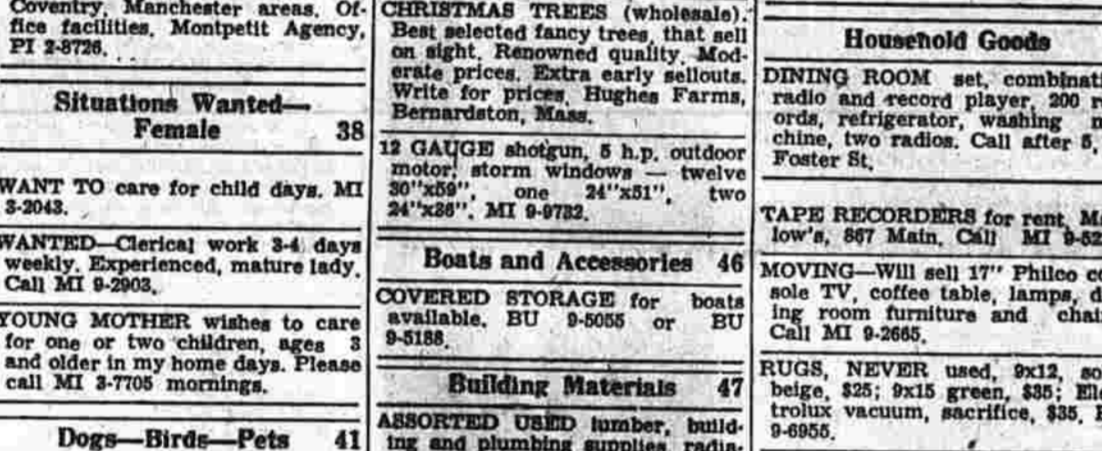 Coventry, Manchester areas. Of-
fice facilities, Montpetit Agency,
PI 2-8726.
Situations Wanted—
Female 38
WANT TO care for child days. MI
3-2043.
WANTED—Clerical work 3-4 days
weekly. Experienced, mature lady.
Call MI 9-2903.
YOUNG MOTHER wishes to care
for one or two children, ages 3
and older in my home days. Please
call MI 3-7705 mornings.
Dogs—Birds—Pets 41
CHRISTMAS TREES (wholesale).
Best selected fancy trees, that sell
on sight. Renowned quality. Mod-
erate prices. Extra early sellouts.
Write for prices, Hughes Farms,
Bernardston, Mass.
12 GAUGE shotgun, 5 h.p. outdoor
motor; storm windows — twelve
30"x59", one 24"x51", two
24"x36". MI 9-9732.
Boats and Accessories 46
COVERED STORAGE for boats
available. BU 9-5055 or BU
9-5188.
Building Materials 47
ASSORTED USED lumber, build-
ing and plumbing supplies, radia-
Household Goods
DINING ROOM set, combinati
radio and record player, 200 r
ords, refrigerator, washing m
chine, two radios. Call after 5,
Foster St.
TAPE RECORDERS for rent. M
low's, 867 Main. Call MI 9-52
MOVING—Will sell 17" Philco co
sole TV, coffee table, lamps, d
ing room furniture and chai
Call MI 9-2665.
RUGS, NEVER used, 9x12, so
beige, $25; 9x15 green, $35; Ele
trolux vacuum, sacrifice, $35.
9-6955.